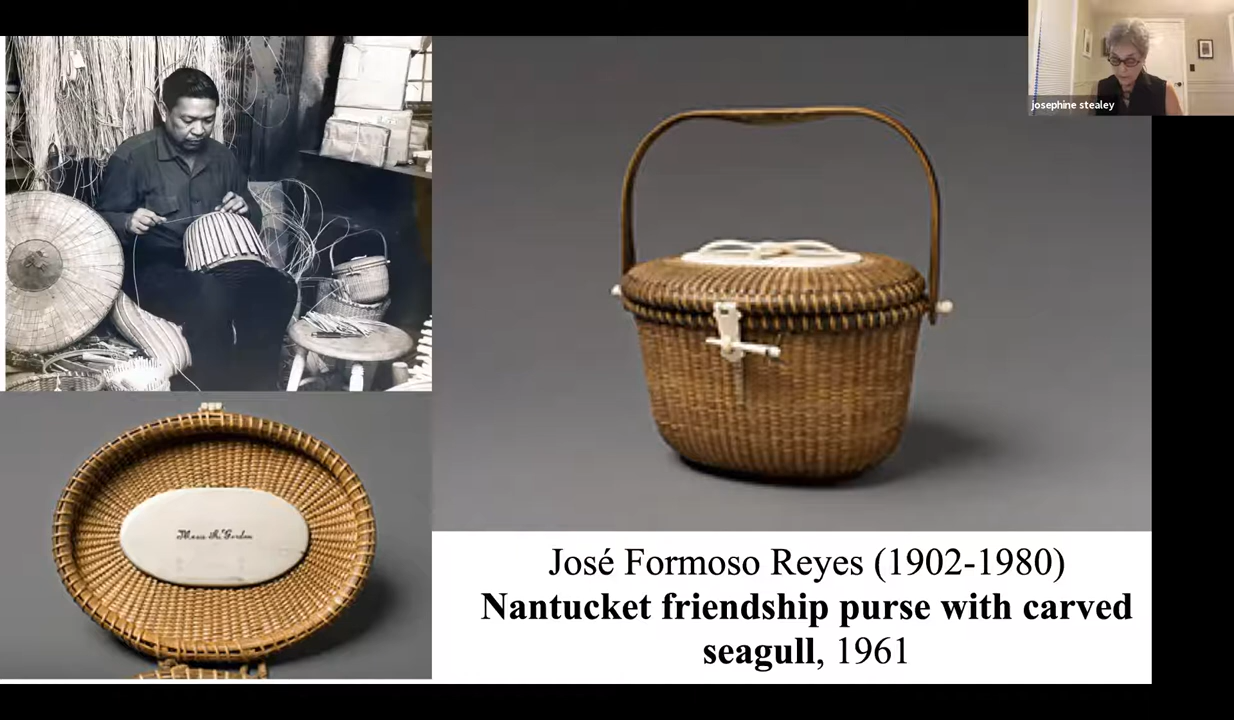 josephine stealey
José Formoso Reyes (1902-1980)
Nantucket friendship purse with carved
seagull, 1961